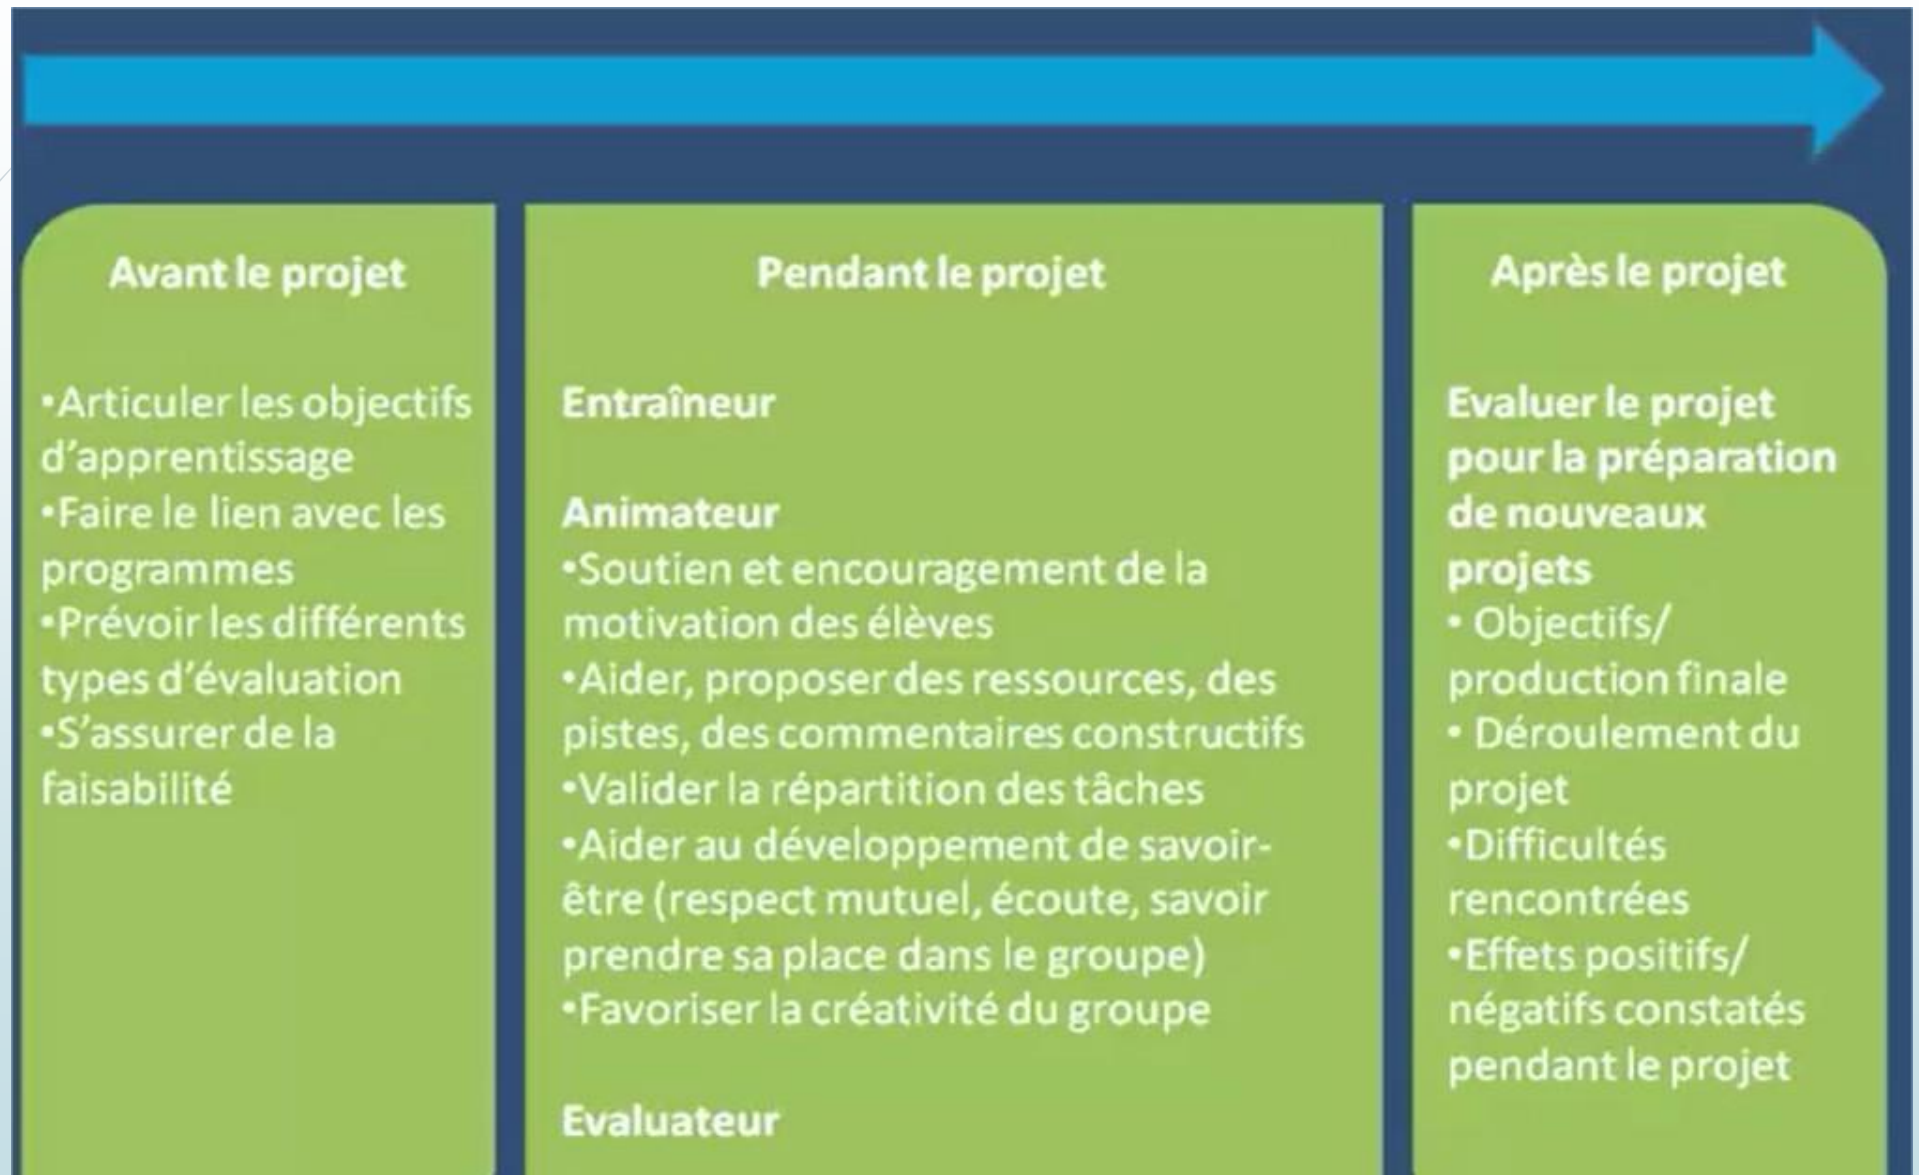 Avant le projet
•Articuler les objectifs
d'apprentissage
•Faire le lien avec les
programmes
•Prévoir les différents
types d'évaluation
•S'assurer de la
faisabilité
Pendant le projet
Entraîneur
Animateur
•Soutien et encouragement de la
motivation des élèves
•Aider, proposer des ressources, des
pistes, des commentaires constructifs
•Valider la répartition des tâches
•Aider au développement de savoir-
être (respect mutuel, écoute, savoir
prendre sa place dans le groupe)
•Favoriser la créativité du groupe
Evaluateur
Après le projet
Evaluer le projet
pour la préparation
de nouveaux
projets
• Objectifs/
production finale
• Déroulement du
projet
•Difficultés
rencontrées
•Effets positifs/
négatifs constatés
pendant le projet